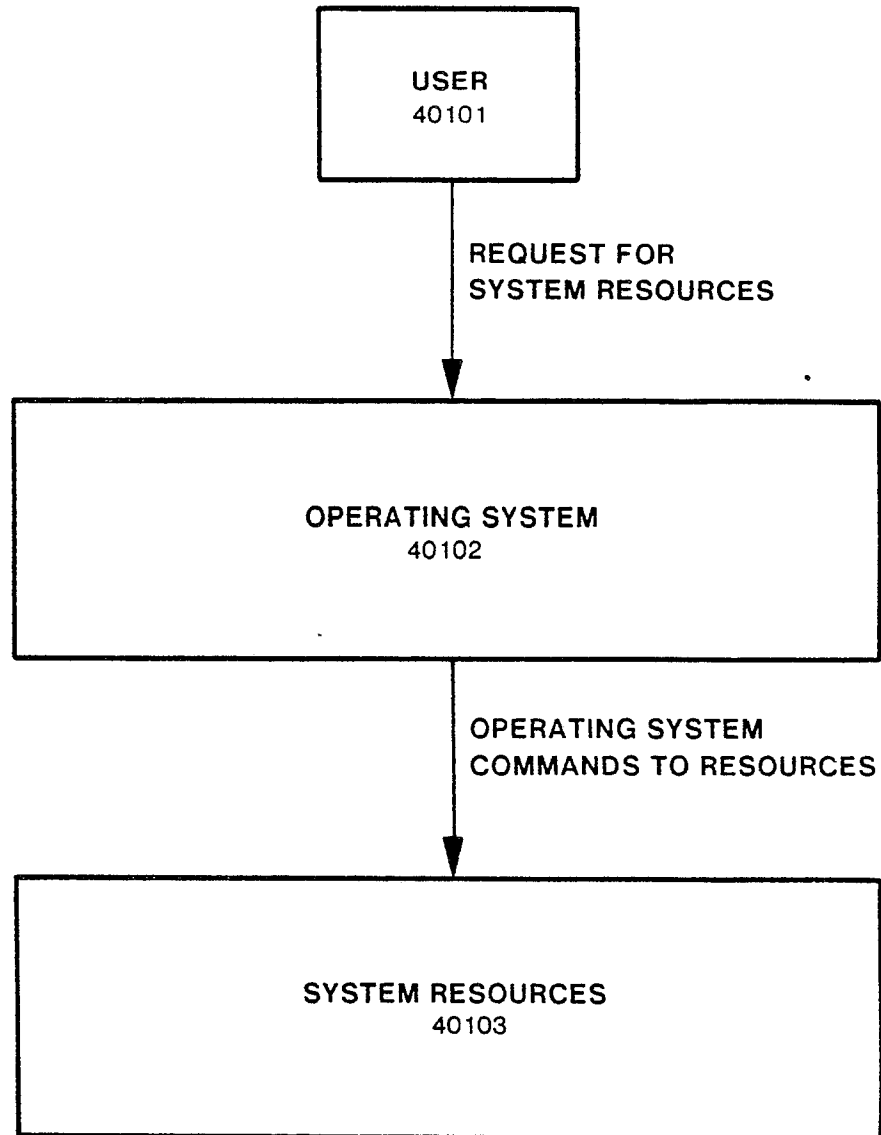 USER
40101
REQUEST FOR
SYSTEM RESOURCES
OPERATING SYSTEM
40102
OPERATING SYSTEM
COMMANDS TO RESOURCES
SYSTEM RESOURCES
40103